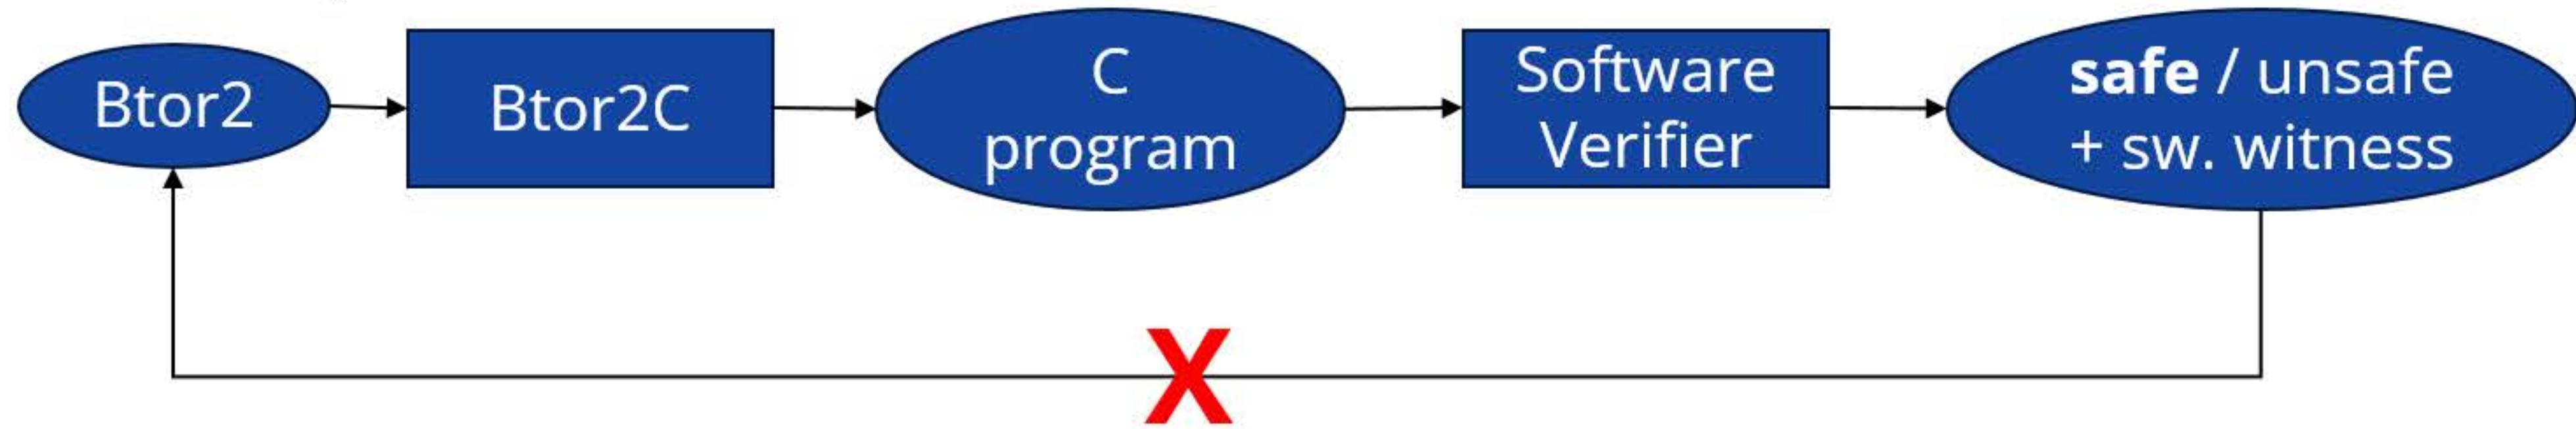 Btor2
Btor2C
C
program
Software
Verifier
safe / unsafe
+ sw. witness
X